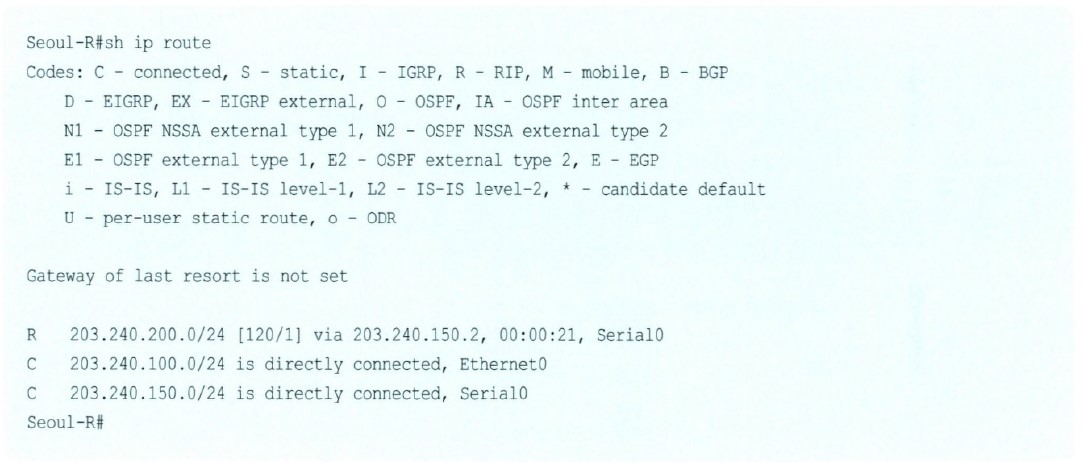 Seoul-R#sh ip route
Codes: C - connected, S - static, I - IGRP, R - RIP, M - mobile, B - BGP
D - EIGRP, EX - EIGRP external, O - OSPF, IA - OSPF inter area
N1 - OSPF NSSA external type 1, N2 - OSPF NSSA external type 2
E1 - OSPF external type 1, E2 - OSPF external type 2, E - EGP
i - IS-IS, L1 - IS-IS level-1, L2 - IS-IS level-2, * - candidate default
U - per-user static route, o - ODR
Gateway of last resort is not set
R 203.240.200.0/24 [120/1] via 203.240.150.2, 00:00:21, Serial0
C 203.240.100.0/24 is directly connected, Ethernet0
C 203.240.150.0/24 is directly connected, Serial0
Seoul-R#